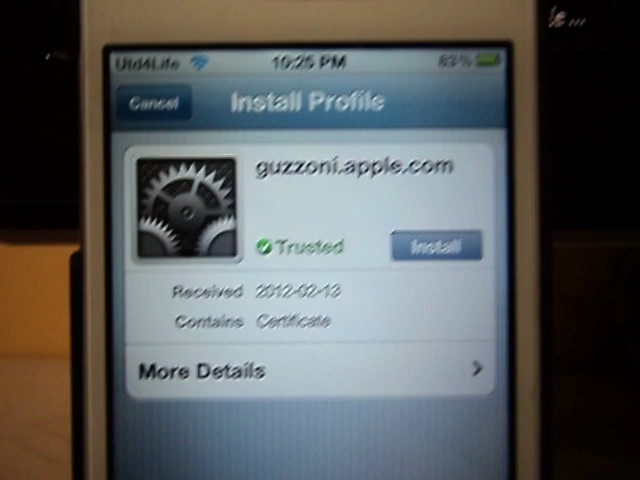 Utd4Life 10:25 PM 83%
Cancel Install Profile
guzzoni.apple.com
Trusted Install
Received 2012-02-13
Contains Certificate
More Details